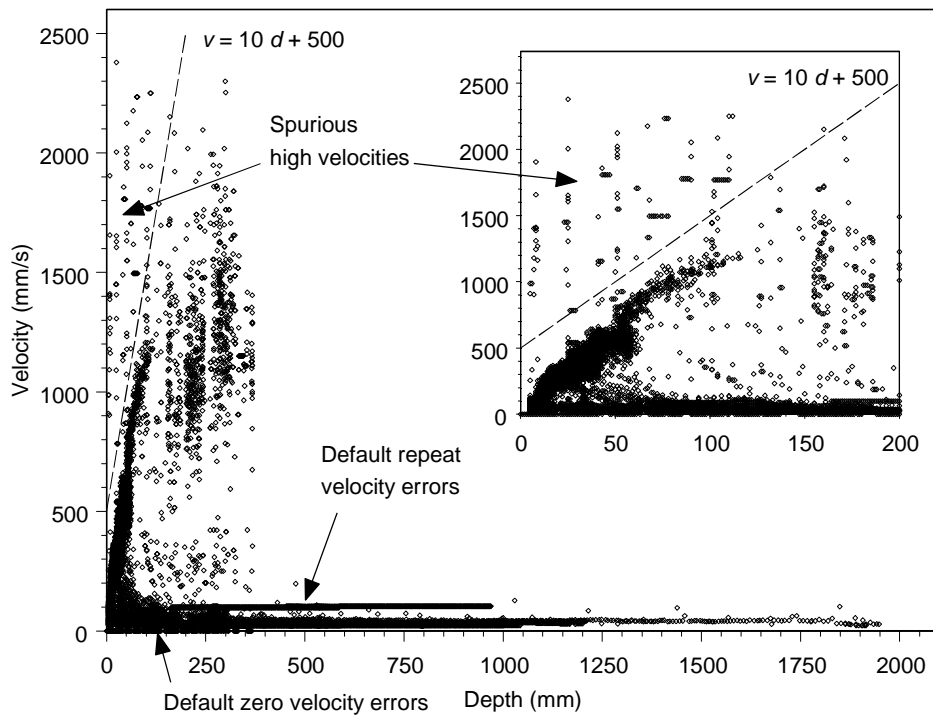 v = 10 d + 500
2500
2000
1500
1000
500
0
Velocity (mm/s)
Spurious
high velocities
Default repeat
velocity errors
0
250
500
750
1000
1250
1500
1750
2000
Default zero velocity errors
Depth (mm)
v = 10 d + 500
2500
2000
1500
1000
500
0
0
50
100
150
200